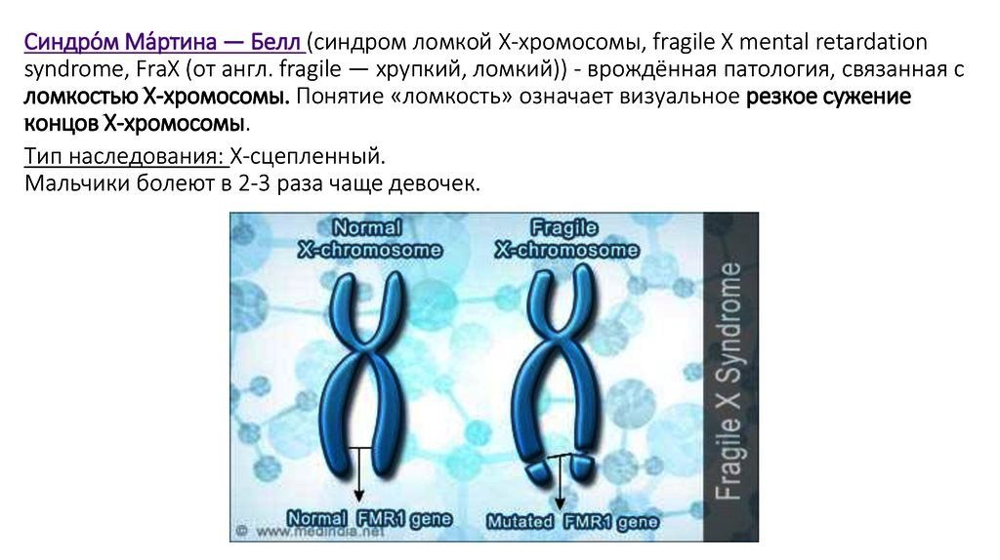 Синдро́м Ма́ртина — Белл (синдром ломкой X-хромосомы, fragile X mental retardation
syndrome, FraX (от англ. fragile — хрупкий, ломкий)) - врождённая патология, связанная с
ломкостью X-хромосомы. Понятие «ломкость» означает визуальное резкое сужение
концов X-хромосомы.
Тип наследования: X-сцепленный.
Мальчики болеют в 2-3 раза чаще девочек.
Normal
X-chromosome
Fragile
X-chromosome
Normal FMR1 gene
Mutated FMR1 gene
Fragile X Syndrome
© www.medindia.net